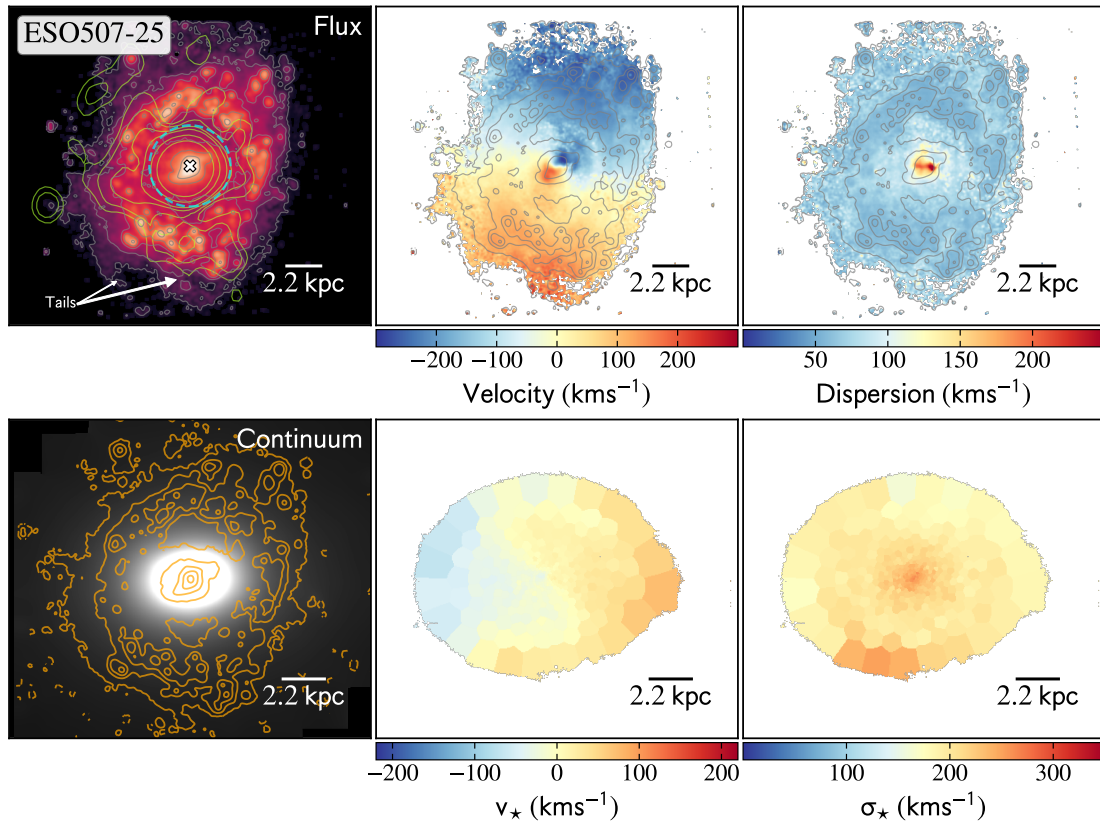 ESO507-25
Flux
Tails
2.2 kpc
2.2 kpc
2.2 kpc
−200 −100 0 100 200
Velocity (kms⁻¹)
50 100 150 200
Dispersion (kms⁻¹)
Continuum
2.2 kpc
2.2 kpc
2.2 kpc
−200 −100 0 100 200
v⋆ (kms⁻¹)
100 200 300
σ⋆ (kms⁻¹)